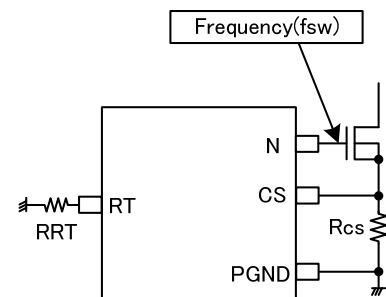 Frequency(fsw)
N
RT
CS
RRT
Rcs
PGND